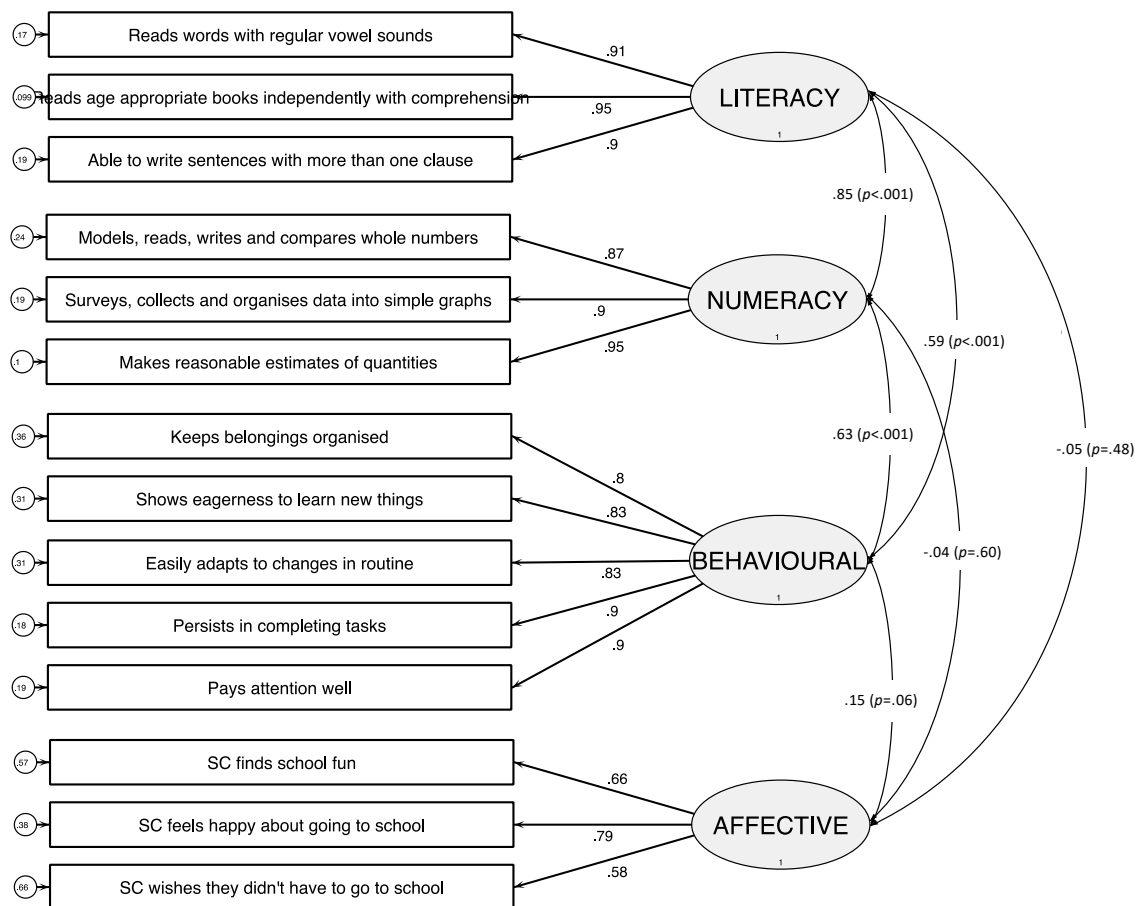 .17 Reads words with regular vowel sounds .91
.099 eads age appropriate books independently with comprehension .95
LITERACY
1
.19 Able to write sentences with more than one clause .9
.85 (p<.001)
.24 Models, reads, writes and compares whole numbers .87
.19 Surveys, collects and organises data into simple graphs .9
NUMERACY
1
.59 (p<.001)
.1 Makes reasonable estimates of quantities .95
.36 Keeps belongings organised .8
.63 (p<.001)
-.05 (p=.48)
.31 Shows eagerness to learn new things .83
.31 Easily adapts to changes in routine .83
BEHAVIOURAL
1
-.04 (p=.60)
.18 Persists in completing tasks .9
.19 Pays attention well .9
.15 (p=.06)
.57 SC finds school fun .66
.38 SC feels happy about going to school .79
AFFECTIVE
1
.66 SC wishes they didn't have to go to school .58